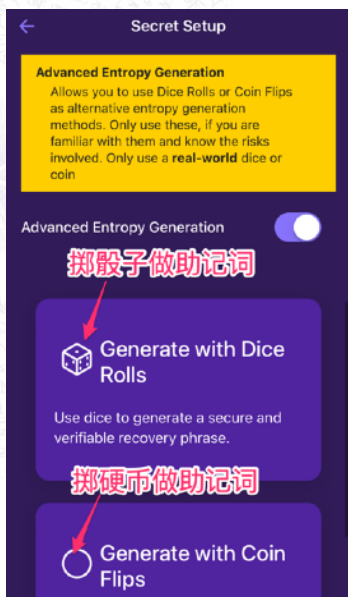 Secret Setup
Advanced Entropy Generation
Allows you to use Dice Rolls or Coin Flips
as alternative entropy generation
methods. Only use these, if you are
familiar with them and know the risks
involved. Only use a real-world dice or
coin
Advanced Entropy Generation
掷骰子做助记词
Generate with Dice
Rolls
Use dice to generate a secure and
verifiable recovery phrase.
掷硬币做助记词
Generate with Coin
Flips